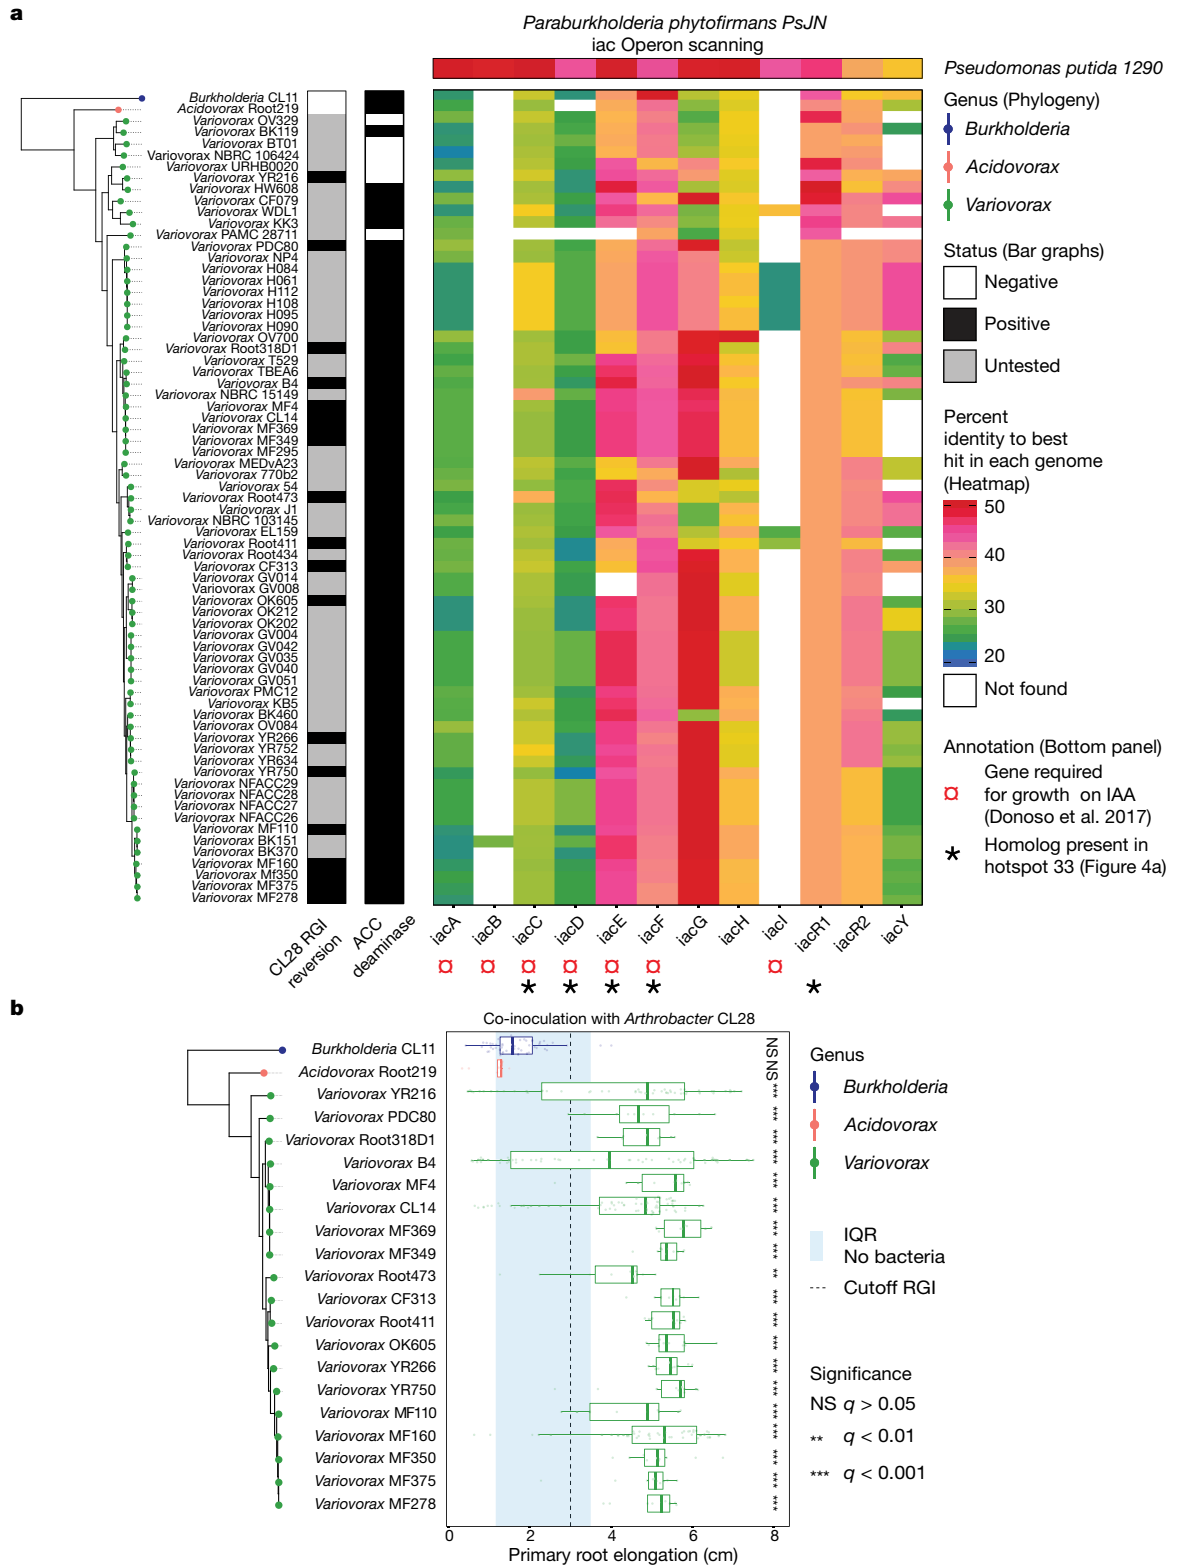 a
Paraburkholderia phytofirmans PsJN
iac Operon scanning
Pseudomonas putida 1290
Burkholderia CL11
Acidovorax Root219
Variovorax OV329
Variovorax BK119
Variovorax BT01
Variovorax NBRC 106424
Variovorax URHB0020
Variovorax YR216
Variovorax HW608
Variovorax CF079
Variovorax WDL1
Variovorax KK3
Variovorax PAMC 28711
Variovorax PDC80
Variovorax NP4
Variovorax H084
Variovorax H061
Variovorax H112
Variovorax H108
Variovorax H095
Variovorax H090
Variovorax OV700
Variovorax Root318D1
Variovorax T529
Variovorax TBEA6
Variovorax B4
Variovorax NBRC 15149
Variovorax MF4
Variovorax CL14
Variovorax MF369
Variovorax MF349
Variovorax MF295
Variovorax MEDvA23
Variovorax 770b2
Variovorax 54
Variovorax Root473
Variovorax J1
Variovorax NBRC 103145
Variovorax EL159
Variovorax Root411
Variovorax Root434
Variovorax CF313
Variovorax GV014
Variovorax GV008
Variovorax OK605
Variovorax OK212
Variovorax OK202
Variovorax GV004
Variovorax GV042
Variovorax GV035
Variovorax GV040
Variovorax GV051
Variovorax PMC12
Variovorax KB5
Variovorax BK460
Variovorax OV084
Variovorax YR266
Variovorax YR752
Variovorax YR634
Variovorax YR750
Variovorax NFACC29
Variovorax NFACC28
Variovorax NFACC27
Variovorax NFACC26
Variovorax MF110
Variovorax BK151
Variovorax BK370
Variovorax MF160
Variovorax Mf350
Variovorax MF375
Variovorax MF278
CL28 RGI
reversion
ACC
deaminase
iacA
iacB
iacC
iacD
iacE
iacF
iacG
iacH
iacI
iacR1
iacR2
iacY
* * * * *
Genus (Phylogeny)
Burkholderia
Acidovorax
Variovorax
Status (Bar graphs)
Negative
Positive
Untested
Percent
identity to best
hit in each genome
(Heatmap)
50
40
30
20
Not found
Annotation (Bottom panel)
Gene required
for growth on IAA
(Donoso et al. 2017)
* Homolog present in
hotspot 33 (Figure 4a)
b
Co-inoculation with Arthrobacter CL28
Burkholderia CL11 NS
Acidovorax Root219 NS
Variovorax YR216 ***
Variovorax PDC80 ***
Variovorax Root318D1 ***
Variovorax B4 ***
Variovorax MF4 ***
Variovorax CL14 ***
Variovorax MF369 ***
Variovorax MF349 ***
Variovorax Root473 **
Variovorax CF313 ***
Variovorax Root411 ***
Variovorax OK605 ***
Variovorax YR266 ***
Variovorax YR750 ***
Variovorax MF110 ***
Variovorax MF160 ***
Variovorax MF350 ***
Variovorax MF375 ***
Variovorax MF278 ***
0 2 4 6 8
Primary root elongation (cm)
Genus
Burkholderia
Acidovorax
Variovorax
IQR
No bacteria
Cutoff RGI
Significance
NS q > 0.05
** q < 0.01
*** q < 0.001